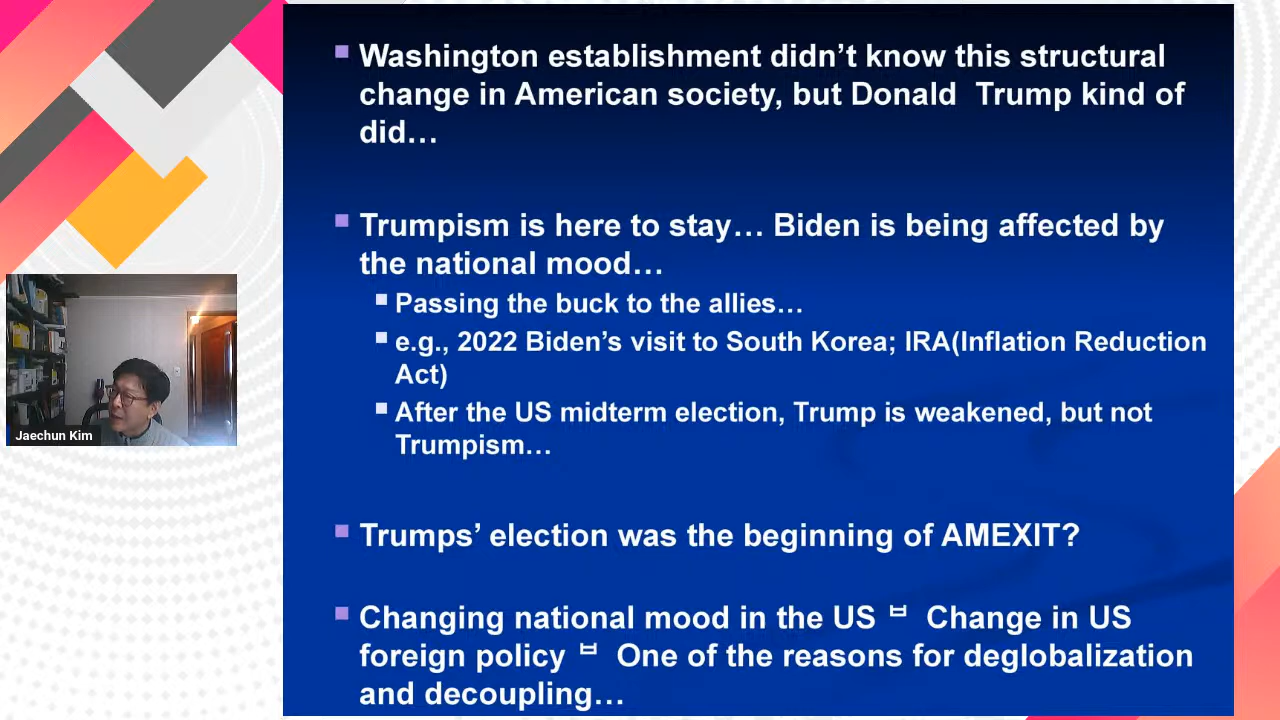 Washington establishment didn’t know this structural
change in American society, but Donald  Trump kind of
did…
Trumpism is here to stay… Biden is being affected by
the national mood…
Passing the buck to the allies…
e.g., 2022 Biden’s visit to South Korea; IRA(Inflation Reduction
Act)
After the US midterm election, Trump is weakened, but not
Trumpism…
Trumps’ election was the beginning of AMEXIT?
Changing national mood in the US ㅂ  Change in US
foreign policy ㅂ  One of the reasons for deglobalization
and decoupling…
Jaechun Kim